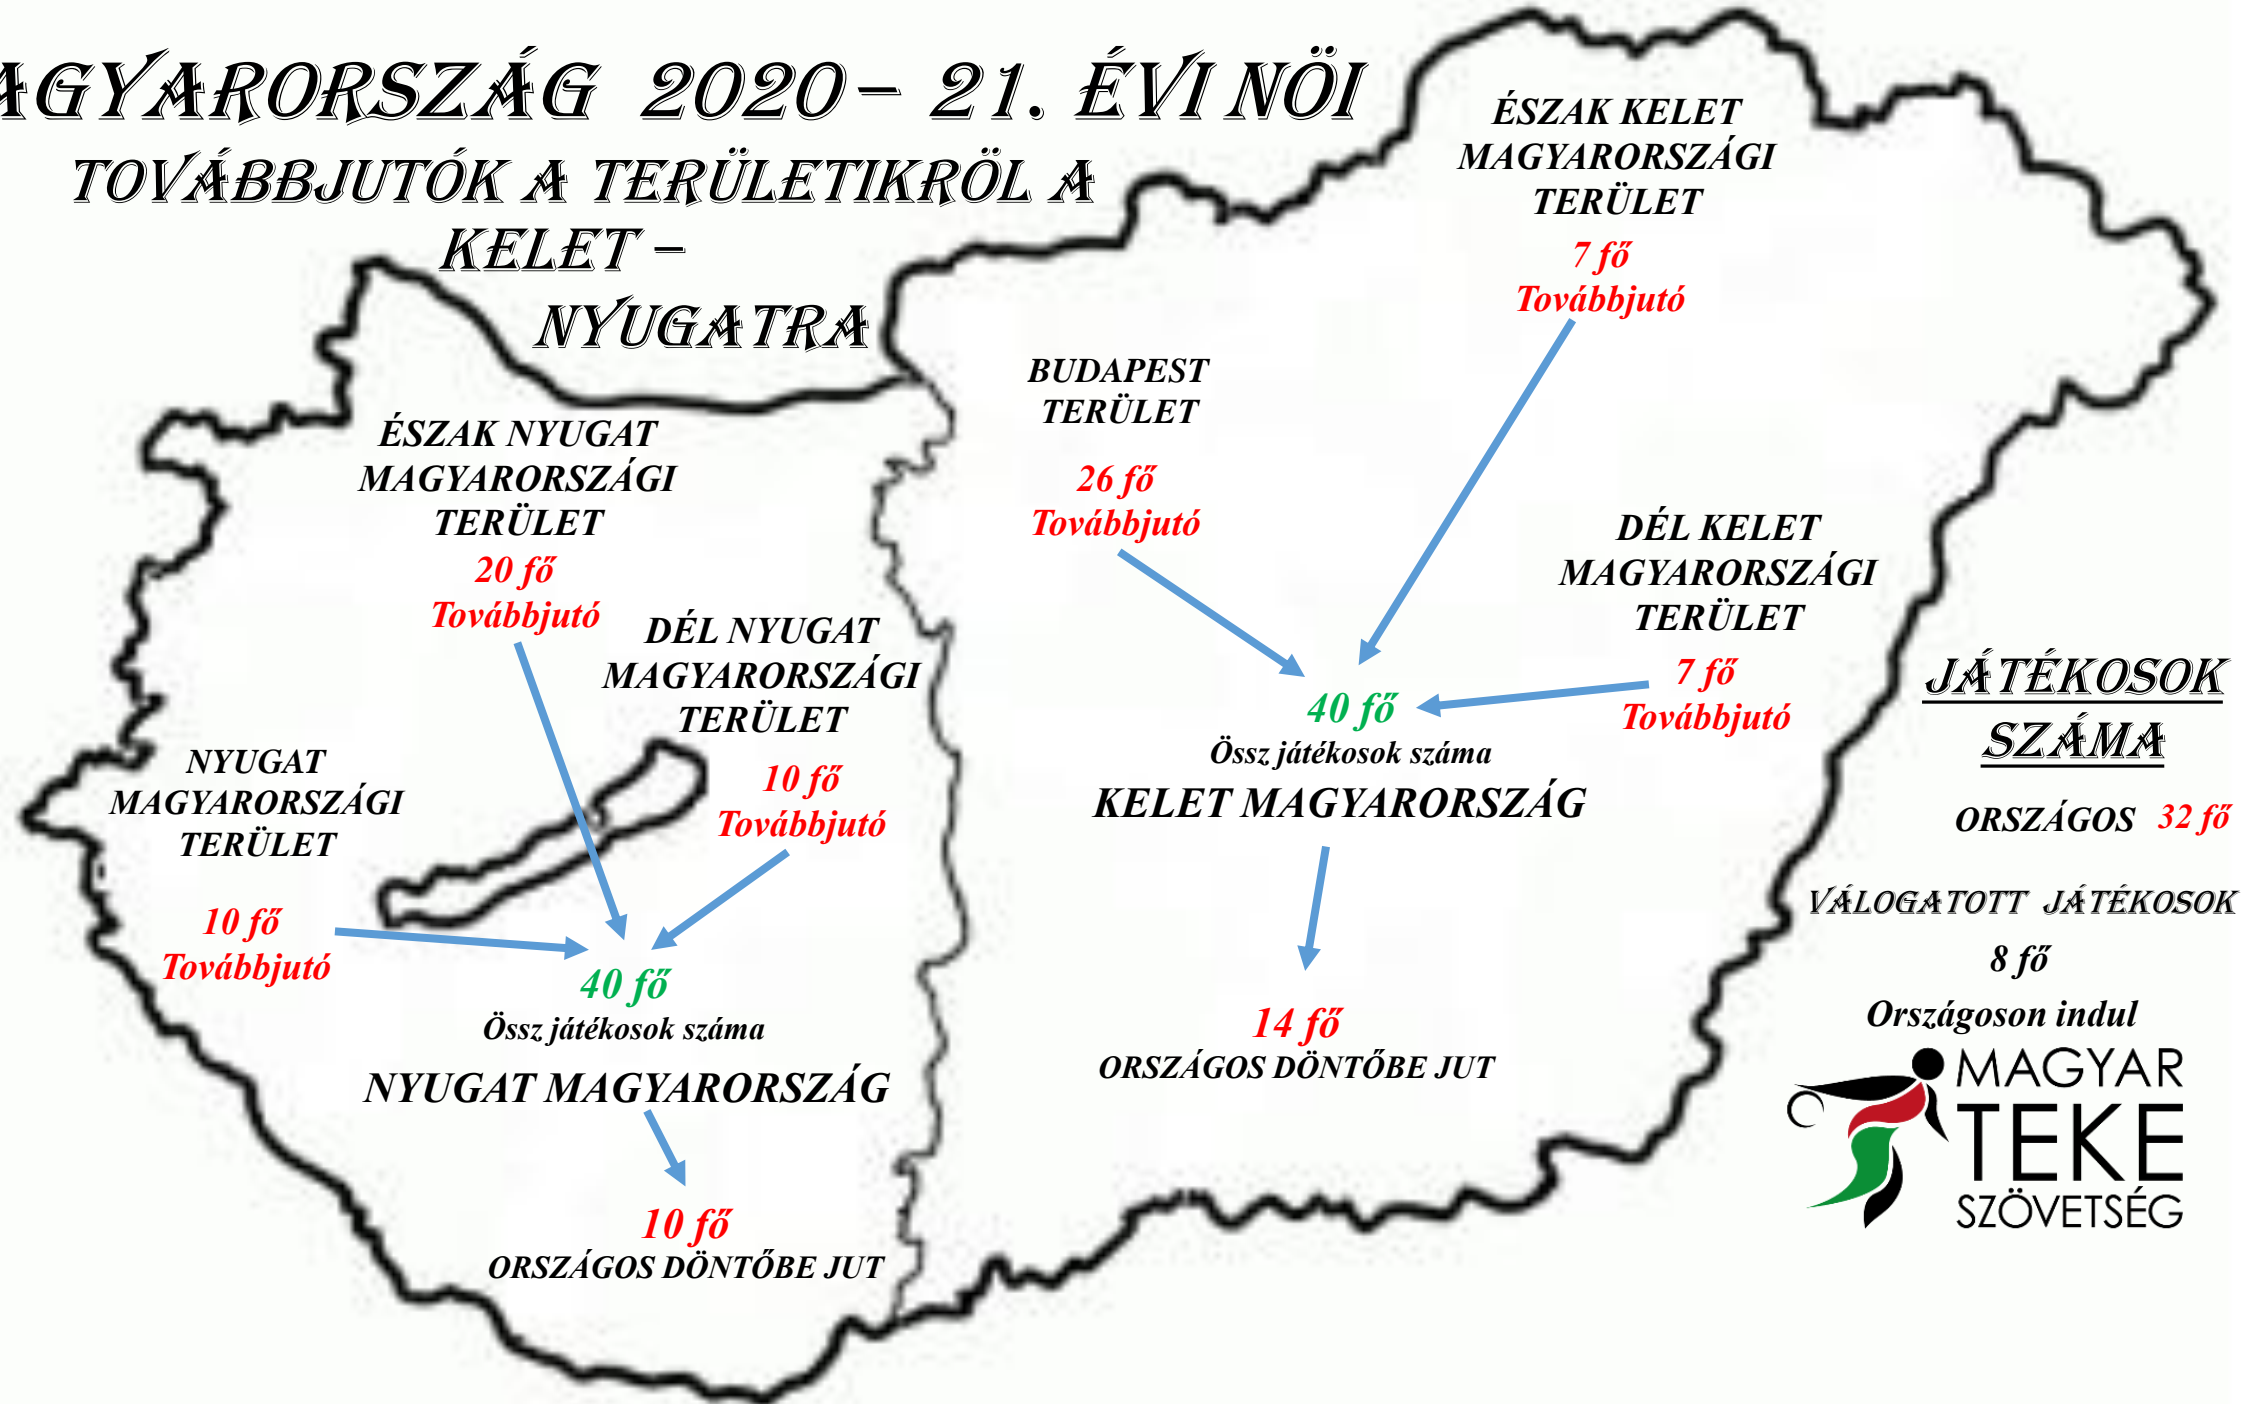 AGYARORSZÁG 2020 – 21. ÉVI NÖI
TOVÁBBJUTÓK A TERÜLETIKRÖL A
KELET –
NYUGATRA
ÉSZAK KELET
MAGYARORSZÁGI
TERÜLET
7 fő
Továbbjutó
BUDAPEST
TERÜLET
26 fő
Továbbjutó
ÉSZAK NYUGAT
MAGYARORSZÁGI
TERÜLET
20 fő
Továbbjutó
DÉL KELET
MAGYARORSZÁGI
TERÜLET
7 fő
Továbbjutó
DÉL NYUGAT
MAGYARORSZÁGI
TERÜLET
10 fő
Továbbjutó
NYUGAT
MAGYARORSZÁGI
TERÜLET
10 fő
Továbbjutó
40 fő
Össz játékosok száma
KELET MAGYARORSZÁG
14 fő
ORSZÁGOS DÖNTŐBE JUT
40 fő
Össz játékosok száma
NYUGAT MAGYARORSZÁG
10 fő
ORSZÁGOS DÖNTŐBE JUT
JÁTÉKOSOK
SZÁMA
ORSZÁGOS 32 fő
VÁLOGATOTT JÁTÉKOSOK
8 fő
Országoson indul
MAGYAR
TEKE
SZÖVETSÉG